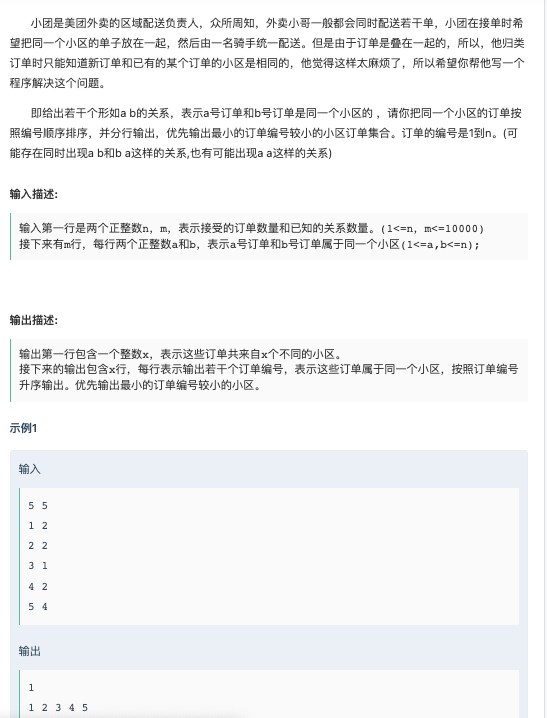 小团是美团外卖的区域配送负责人，众所周知，外卖小哥一般都会同时配送若干单，小团在接单时希
望把同一个小区的单子放在一起，然后由一名骑手统一配送。但是由于订单是叠在一起的，所以，他归类
订单时只能知道新订单和已有的某个订单的小区是相同的，他觉得这样太麻烦了，所以希望你帮他写一个
程序解决这个问题。
即给出若干个形如a b的关系，表示a号订单和b号订单是同一个小区的 ，请你把同一个小区的订单按
照编号顺序排序，并分行输出，优先输出最小的订单编号较小的小区订单集合。订单的编号是1到n。(可
能存在同时出现a b和b a这样的关系,也有可能出现a a这样的关系)
输入描述:
输入第一行是两个正整数n，m，表示接受的订单数量和已知的关系数量。(1<=n，m<=10000)
接下来有m行，每行两个正整数a和b，表示a号订单和b号订单属于同一个小区(1<=a,b<=n);
输出描述:
输出第一行包含一个整数x，表示这些订单共来自x个不同的小区。
接下来的输出包含x行，每行表示输出若干个订单编号，表示这些订单属于同一个小区，按照订单编号
升序输出。优先输出最小的订单编号较小的小区。
示例1
输入
5 5
1 2
2 2
3 1
4 2
5 4
输出
1
1 2 3 4 5